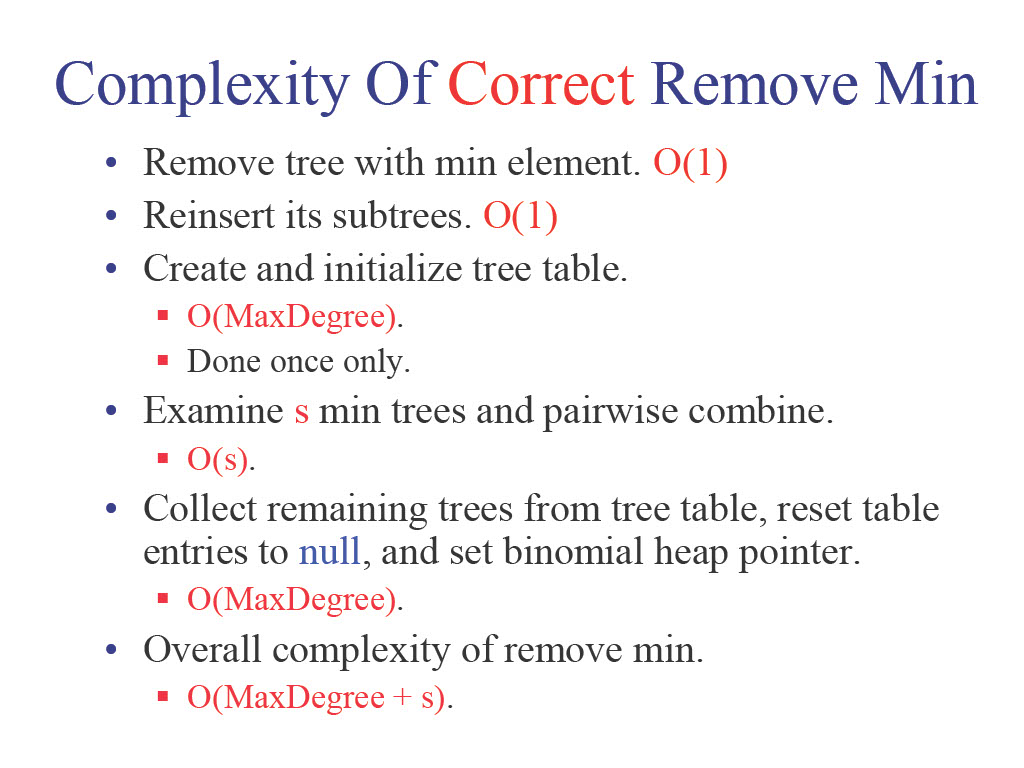 Complexity Of Correct Remove Min
• Remove tree with min element. O(1)
• Reinsert its subtrees. O(1)
• Create and initialize tree table.
▪ O(MaxDegree).
▪ Done once only.
• Examine s min trees and pairwise combine.
▪ O(s).
• Collect remaining trees from tree table, reset table
entries to null, and set binomial heap pointer.
▪ O(MaxDegree).
• Overall complexity of remove min.
▪ O(MaxDegree + s).